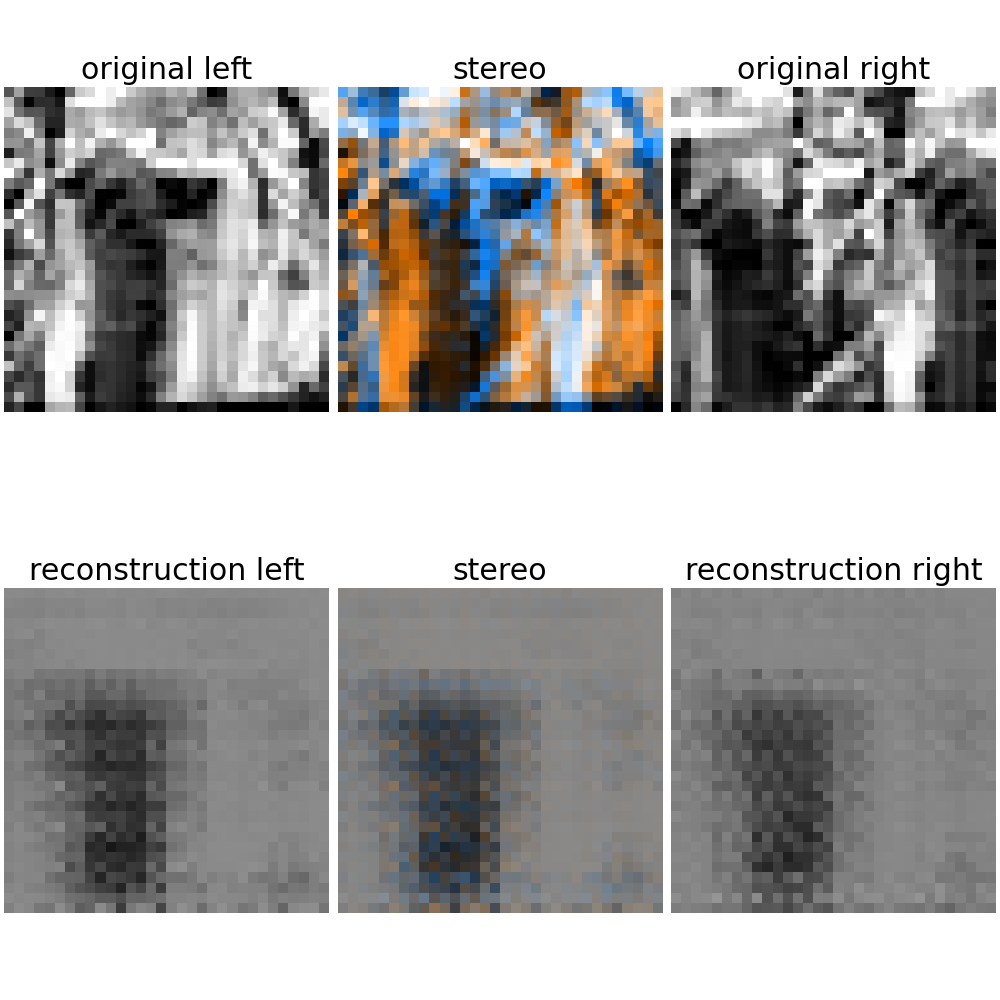 original left
stereo
original right
reconstruction left
stereo
reconstruction right